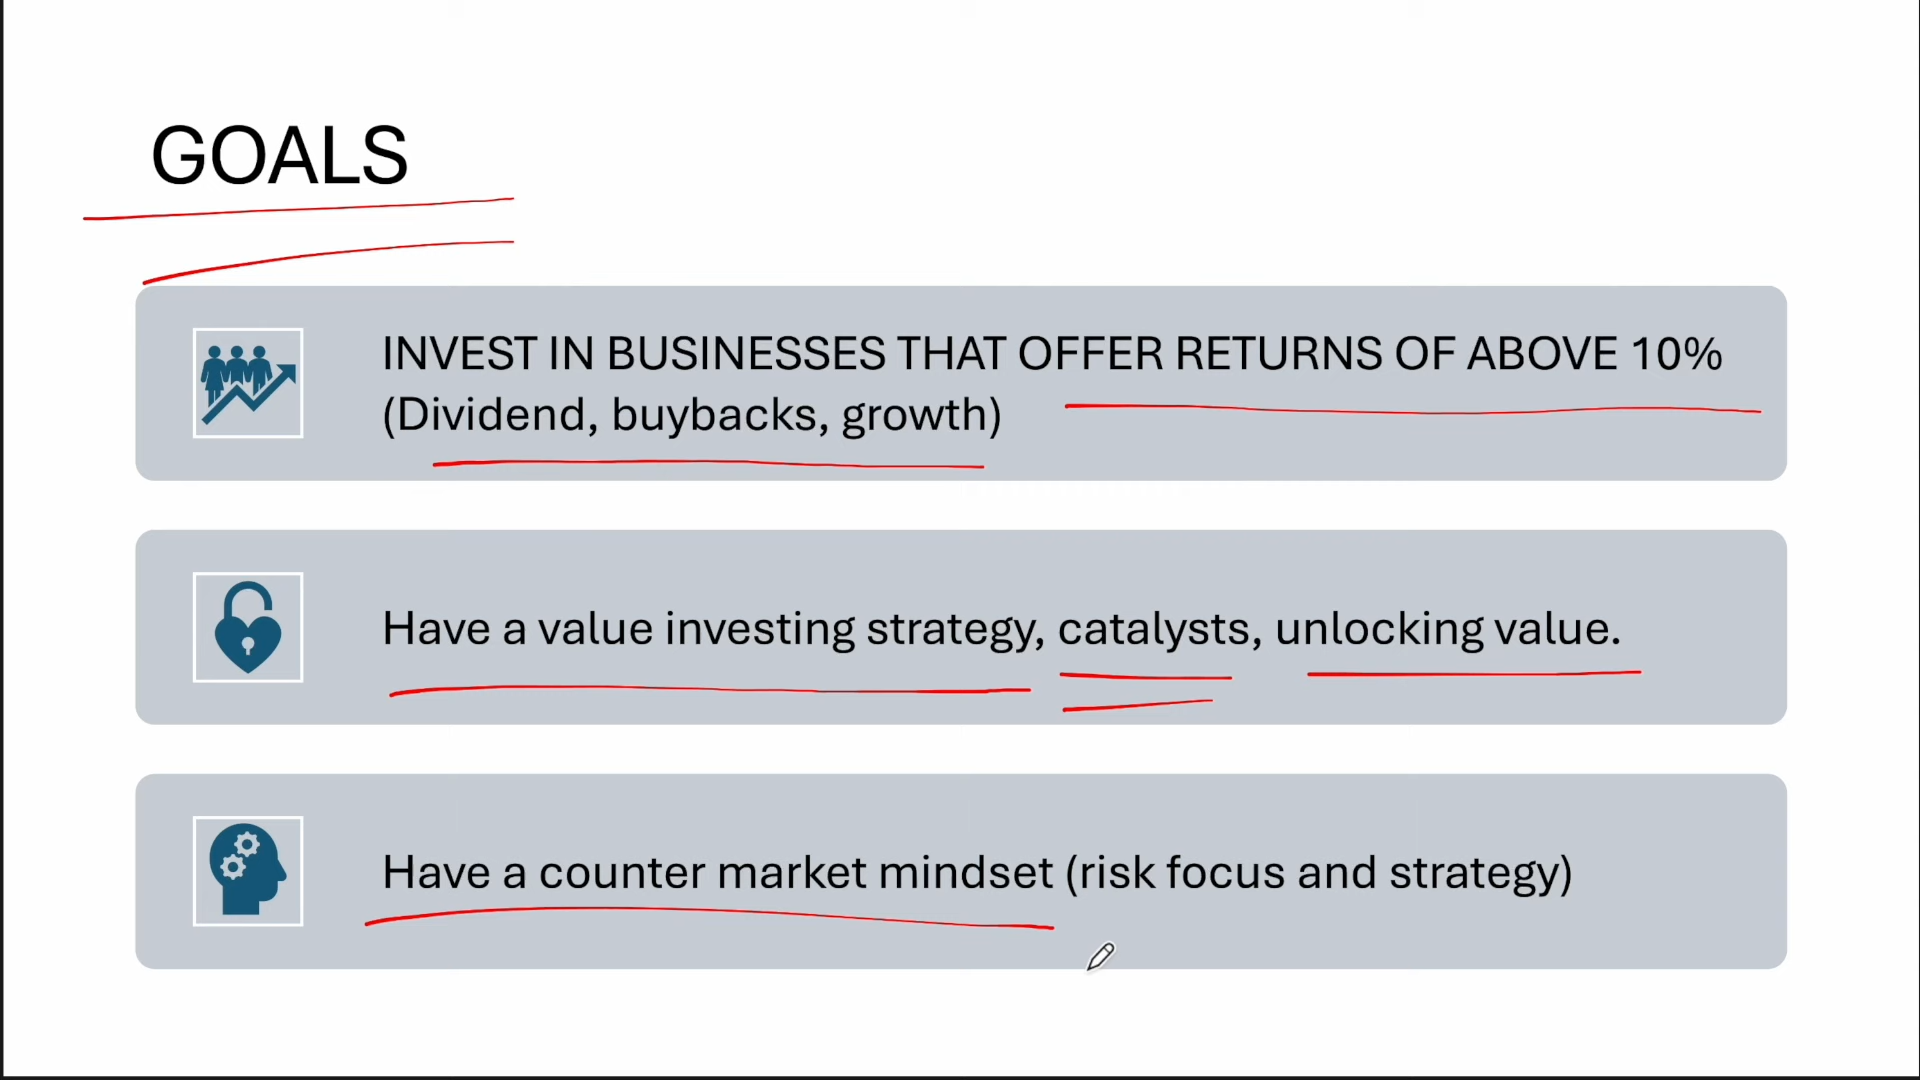 GOALS
INVEST IN BUSINESSES THAT OFFER RETURNS OF ABOVE 10%
(Dividend, buybacks, growth)
Have a value investing strategy, catalysts, unlocking value.
Have a counter market mindset (risk focus and strategy)